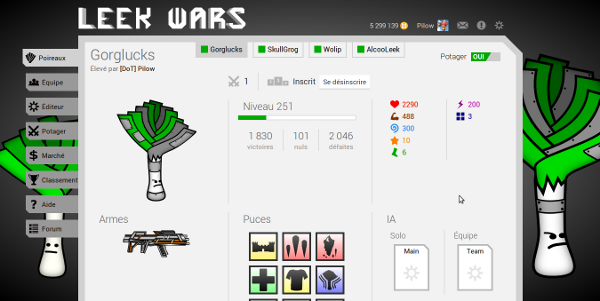 LEEK WARS
5 299 139
Pilow
Poireaux
Équipe
Éditeur
Potager
Marché
Classement
Aide
Forum
Gorglucks
SkullGrog
Wolip
AlcooLeek
Gorglucks
Élevé par [DoT] Pilow
Potager
OUI
1
Inscrit
Se désinscrire
Niveau 251
1 830
victoires
101
nuls
2 046
défaites
2290
488
300
10
6
200
3
Armes
Puces
IA
Solo
Équipe
Main
Team